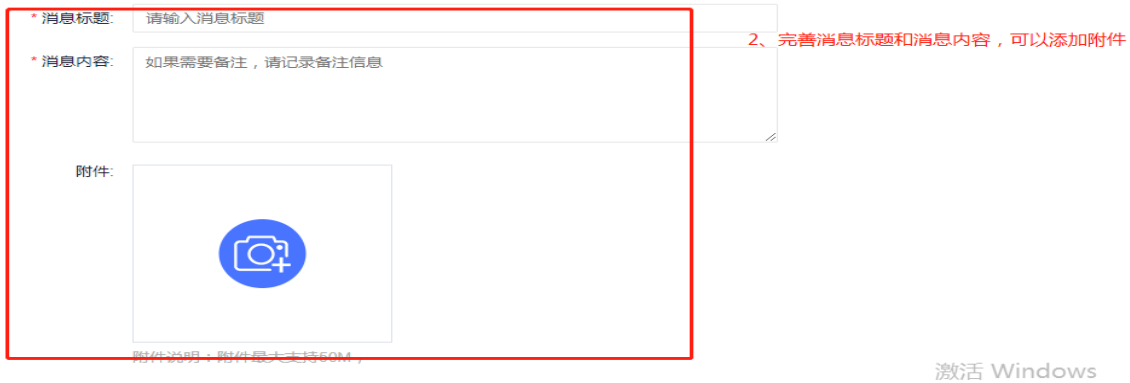 * 消息标题: 请输入消息标题
2、完善消息标题和消息内容，可以添加附件
* 消息内容: 如果需要备注，请记录备注信息
附件:
附件说明：附件最大支持60M，
激活 Windows